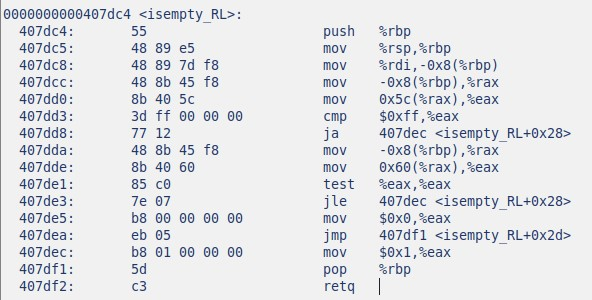 0000000000407dc4 <isempty_RL>:
407dc4: 55 push %rbp
407dc5: 48 89 e5 mov %rsp,%rbp
407dc8: 48 89 7d f8 mov %rdi,-0x8(%rbp)
407dcc: 48 8b 45 f8 mov -0x8(%rbp),%rax
407dd0: 8b 40 5c mov 0x5c(%rax),%eax
407dd3: 3d ff 00 00 00 cmp $0xff,%eax
407dd8: 77 12 ja 407dec <isempty_RL+0x28>
407dda: 48 8b 45 f8 mov -0x8(%rbp),%rax
407dde: 8b 40 60 mov 0x60(%rax),%eax
407de1: 85 c0 test %eax,%eax
407de3: 7e 07 jle 407dec <isempty_RL+0x28>
407de5: b8 00 00 00 00 mov $0x0,%eax
407dea: eb 05 jmp 407df1 <isempty_RL+0x2d>
407dec: b8 01 00 00 00 mov $0x1,%eax
407df1: 5d pop %rbp
407df2: c3 retq